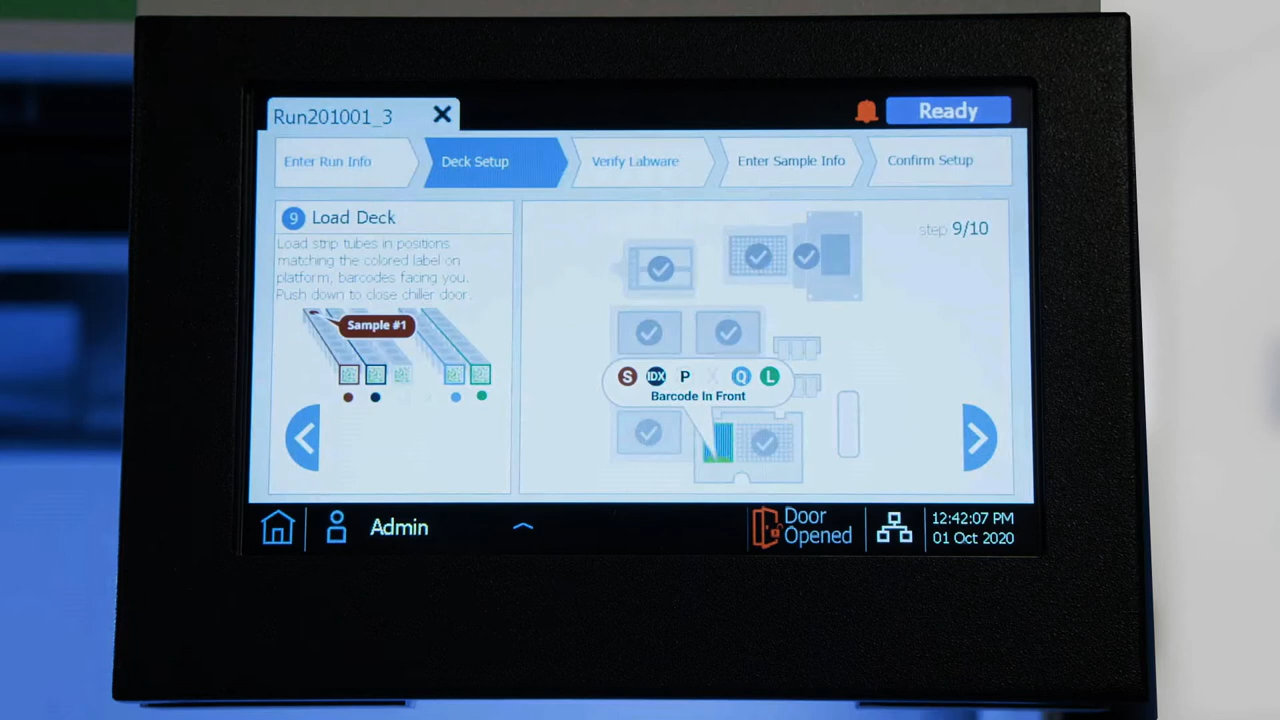 Run201001_3
Ready
Enter Run Info
Deck Setup
Verify Labware
Enter Sample Info
Confirm Setup
9 Load Deck
Load strip tubes in positions
matching the colored label on
platform, barcodes facing you.
Push down to close chiller door.
Sample #1
step 9/10
S IDX P X Q L
Barcode In Front
Admin
Door
Opened
12:42:07 PM
01 Oct 2020